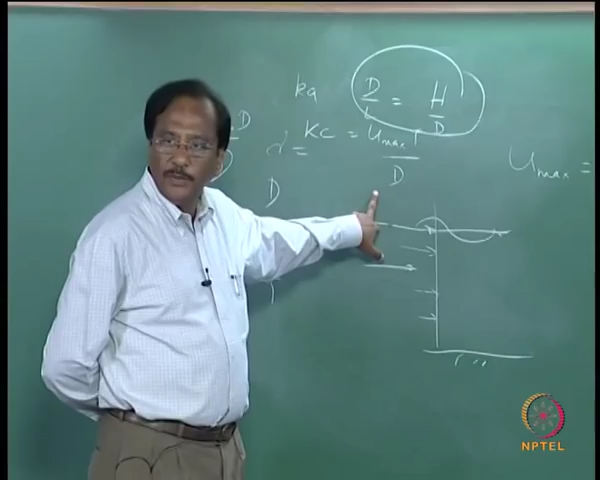 ka D/L = H/D
KC = Umax T / D
Umax =
D
D
NPTEL